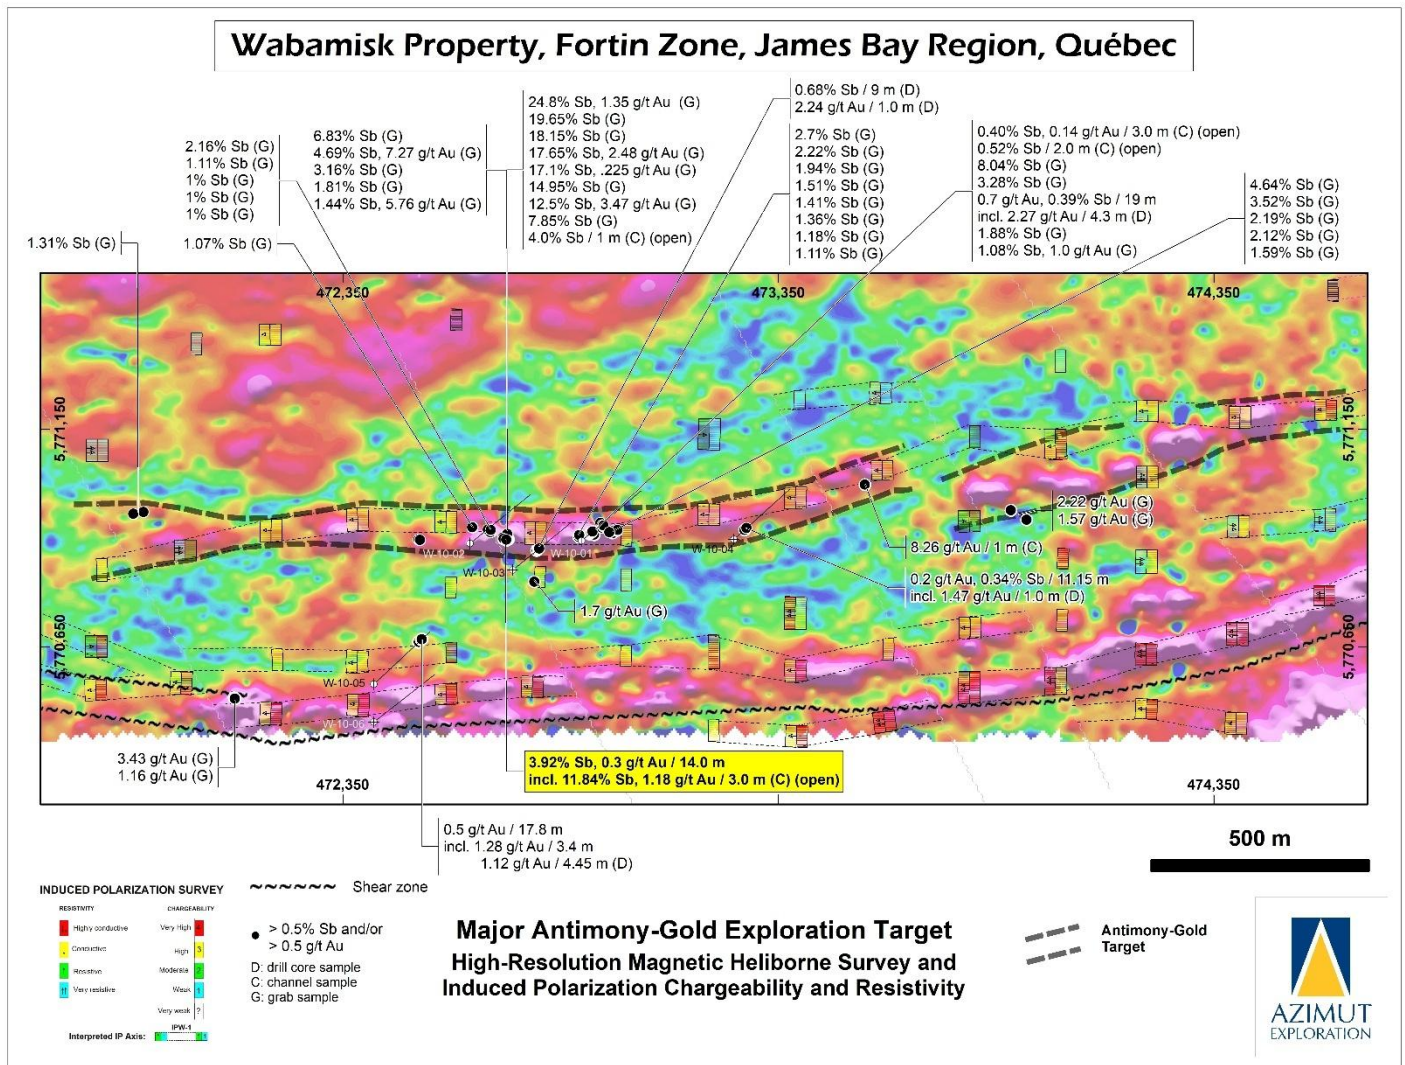 Wabamisk Property, Fortin Zone, James Bay Region, Québec
2.16% Sb (G)
1.11% Sb (G)
1% Sb (G)
1% Sb (G)
1% Sb (G)
6.83% Sb (G)
4.69% Sb, 7.27 g/t Au (G)
3.16% Sb (G)
1.81% Sb (G)
1.44% Sb, 5.76 g/t Au (G)
24.8% Sb, 1.35 g/t Au (G)
19.65% Sb (G)
18.15% Sb (G)
17.65% Sb, 2.48 g/t Au (G)
17.1% Sb, .225 g/t Au (G)
14.95% Sb (G)
12.5% Sb, 3.47 g/t Au (G)
7.85% Sb (G)
4.0% Sb / 1 m (C) (open)
0.68% Sb / 9 m (D)
2.24 g/t Au / 1.0 m (D)
2.7% Sb (G)
2.22% Sb (G)
1.94% Sb (G)
1.51% Sb (G)
1.41% Sb (G)
1.36% Sb (G)
1.18% Sb (G)
1.11% Sb (G)
0.40% Sb, 0.14 g/t Au / 3.0 m (C) (open)
0.52% Sb / 2.0 m (C) (open)
8.04% Sb (G)
3.28% Sb (G)
0.7 g/t Au, 0.39% Sb / 19 m
incl. 2.27 g/t Au / 4.3 m (D)
1.88% Sb (G)
1.08% Sb, 1.0 g/t Au (G)
4.64% Sb (G)
3.52% Sb (G)
2.19% Sb (G)
2.12% Sb (G)
1.59% Sb (G)
1.31% Sb (G)
1.07% Sb (G)
472,350
473,350
474,350
5,771,150
5,771,150
2.22 g/t Au (G)
1.57 g/t Au (G)
W-10-02
W-10-01
W-10-04
W-10-03
8.26 g/t Au / 1 m (C)
0.2 g/t Au, 0.34% Sb / 11.15 m
incl. 1.47 g/t Au / 1.0 m (D)
1.7 g/t Au (G)
5,770,650
5,770,650
W-10-05
W-10-06
3.43 g/t Au (G)
1.16 g/t Au (G)
3.92% Sb, 0.3 g/t Au / 14.0 m
incl. 11.84% Sb, 1.18 g/t Au / 3.0 m (C) (open)
472,350
474,350
0.5 g/t Au / 17.8 m
incl. 1.28 g/t Au / 3.4 m
1.12 g/t Au / 4.45 m (D)
500 m
INDUCED POLARIZATION SURVEY
RESISTIVITY
CHARGEABILITY
Highly conductive
Very High 4
Conductive
High 3
Resistive
Moderate 2
Very resistive
Weak 1
Very weak ?
IPW-1
Interpreted IP Axis:
Shear zone
> 0.5% Sb and/or
> 0.5 g/t Au
D: drill core sample
C: channel sample
G: grab sample
Major Antimony-Gold Exploration Target
High-Resolution Magnetic Heliborne Survey and
Induced Polarization Chargeability and Resistivity
Antimony-Gold
Target
AZIMUT
EXPLORATION